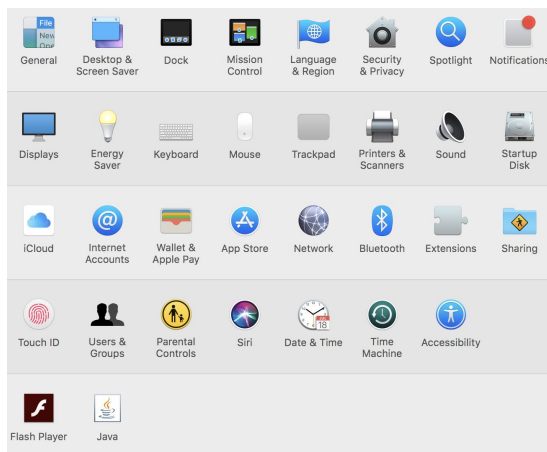 File
New
General
Desktop &
Screen Saver
Dock
Mission
Control
Language
& Region
Security
& Privacy
Spotlight
Notifications
Displays
Energy
Saver
Keyboard
Mouse
Trackpad
Printers &
Scanners
Sound
Startup
Disk
iCloud
Internet
Accounts
Wallet &
Apple Pay
App Store
Network
Bluetooth
Extensions
Sharing
Touch ID
Users &
Groups
Parental
Controls
Siri
JUL
18
Date & Time
Time
Machine
Accessibility
Flash Player
Java